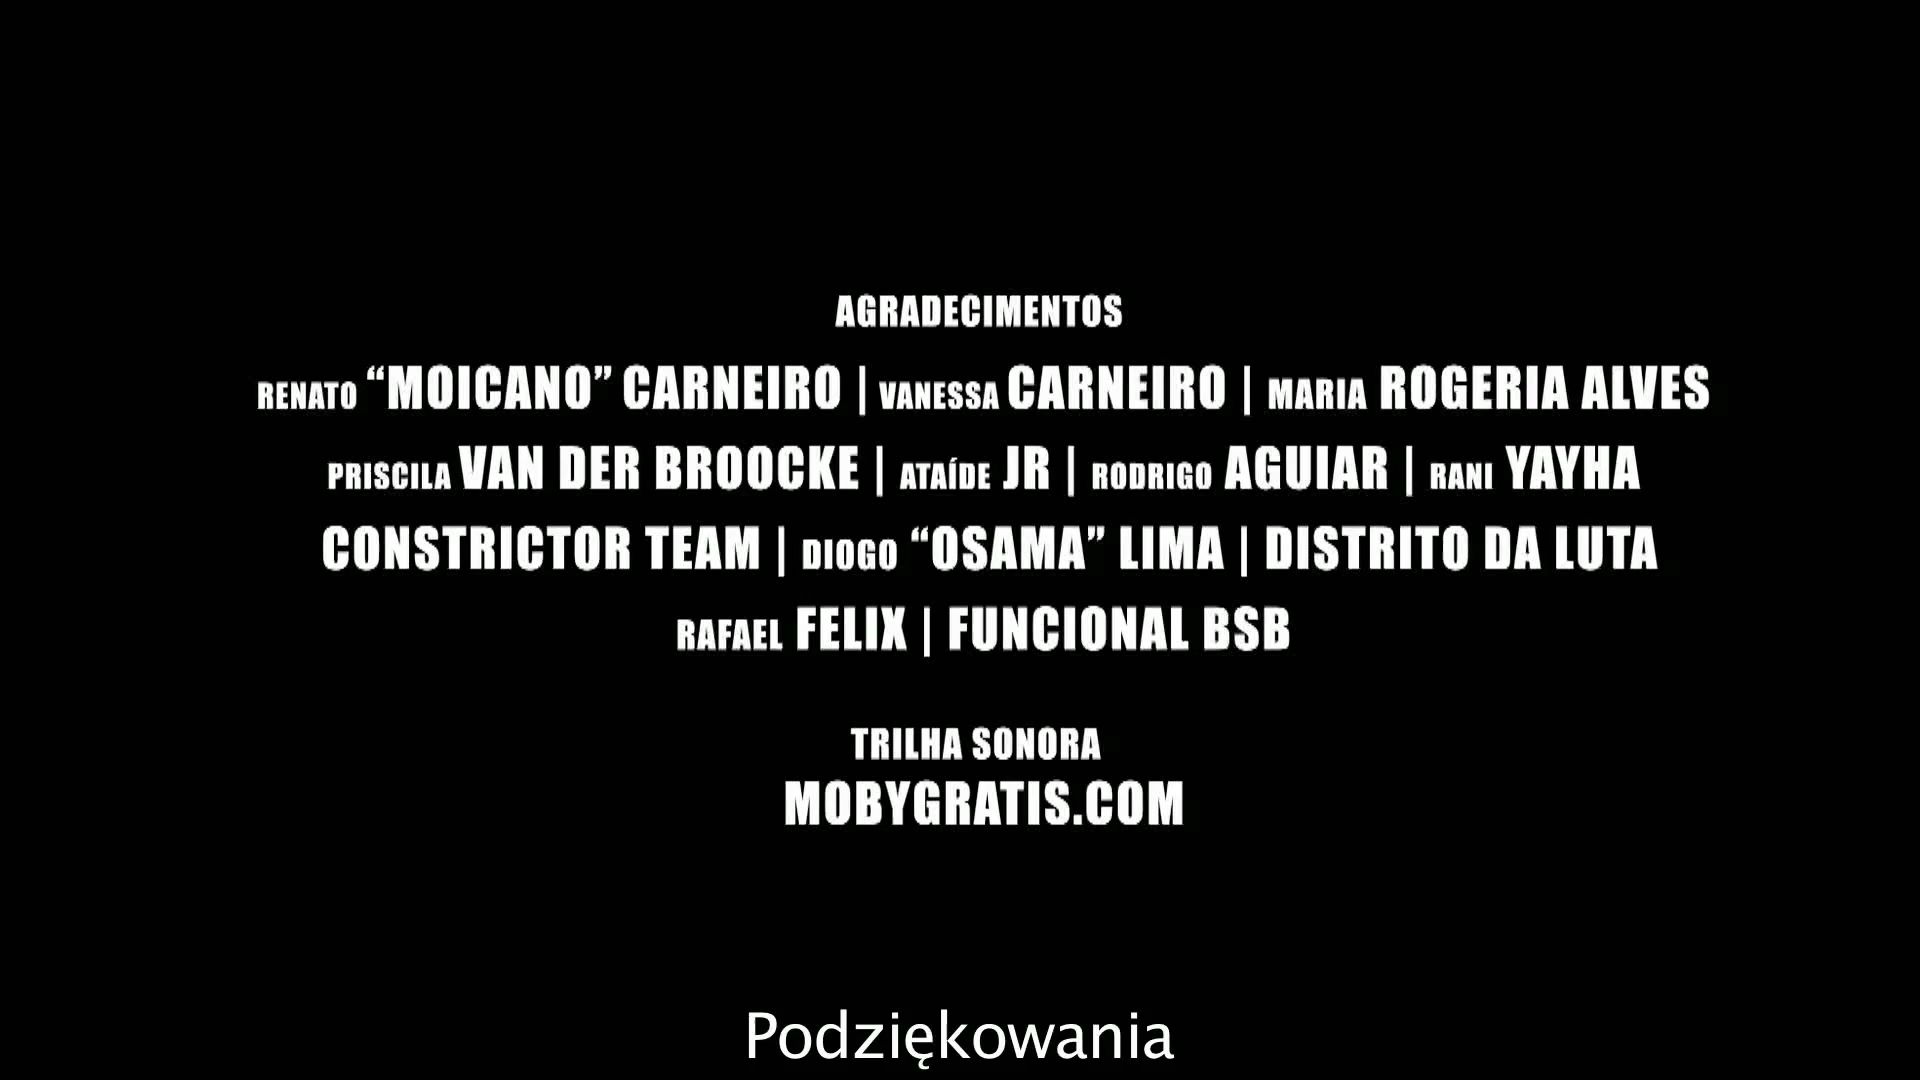 AGRADECIMENTOS
RENATO “MOICANO” CARNEIRO | VANESSA CARNEIRO | MARIA ROGERIA ALVES
PRISCILA VAN DER BROOCKE | ATAÍDE JR | RODRIGO AGUIAR | RANI YAYHA
CONSTRICTOR TEAM | DIOGO “OSAMA” LIMA | DISTRITO DA LUTA
RAFAEL FELIX | FUNCIONAL BSB
TRILHA SONORA
MOBYGRATIS.COM
Podziękowania